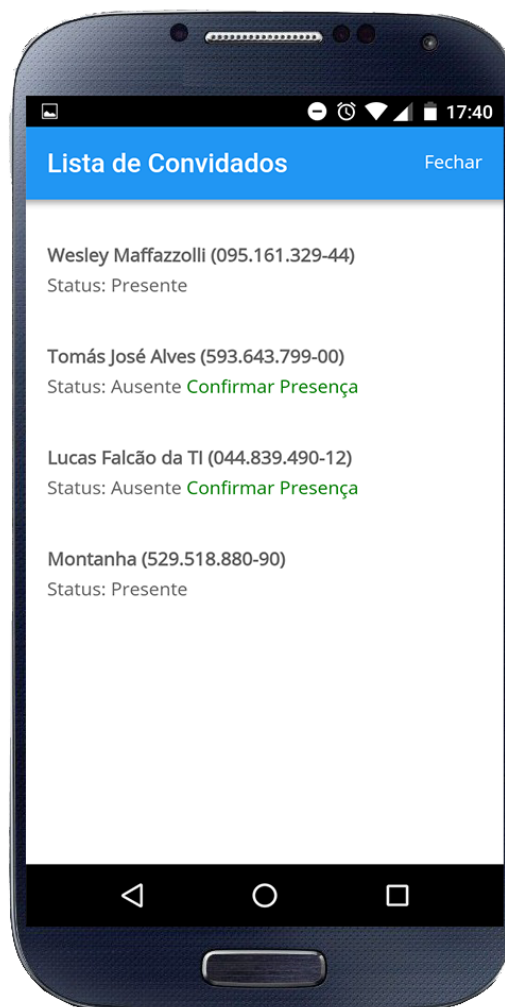 17:40
Lista de Convidados
Fechar
Wesley Maffazzolli (095.161.329-44)
Status: Presente
Tomás José Alves (593.643.799-00)
Status: Ausente Confirmar Presença
Lucas Falcão da TI (044.839.490-12)
Status: Ausente Confirmar Presença
Montanha (529.518.880-90)
Status: Presente